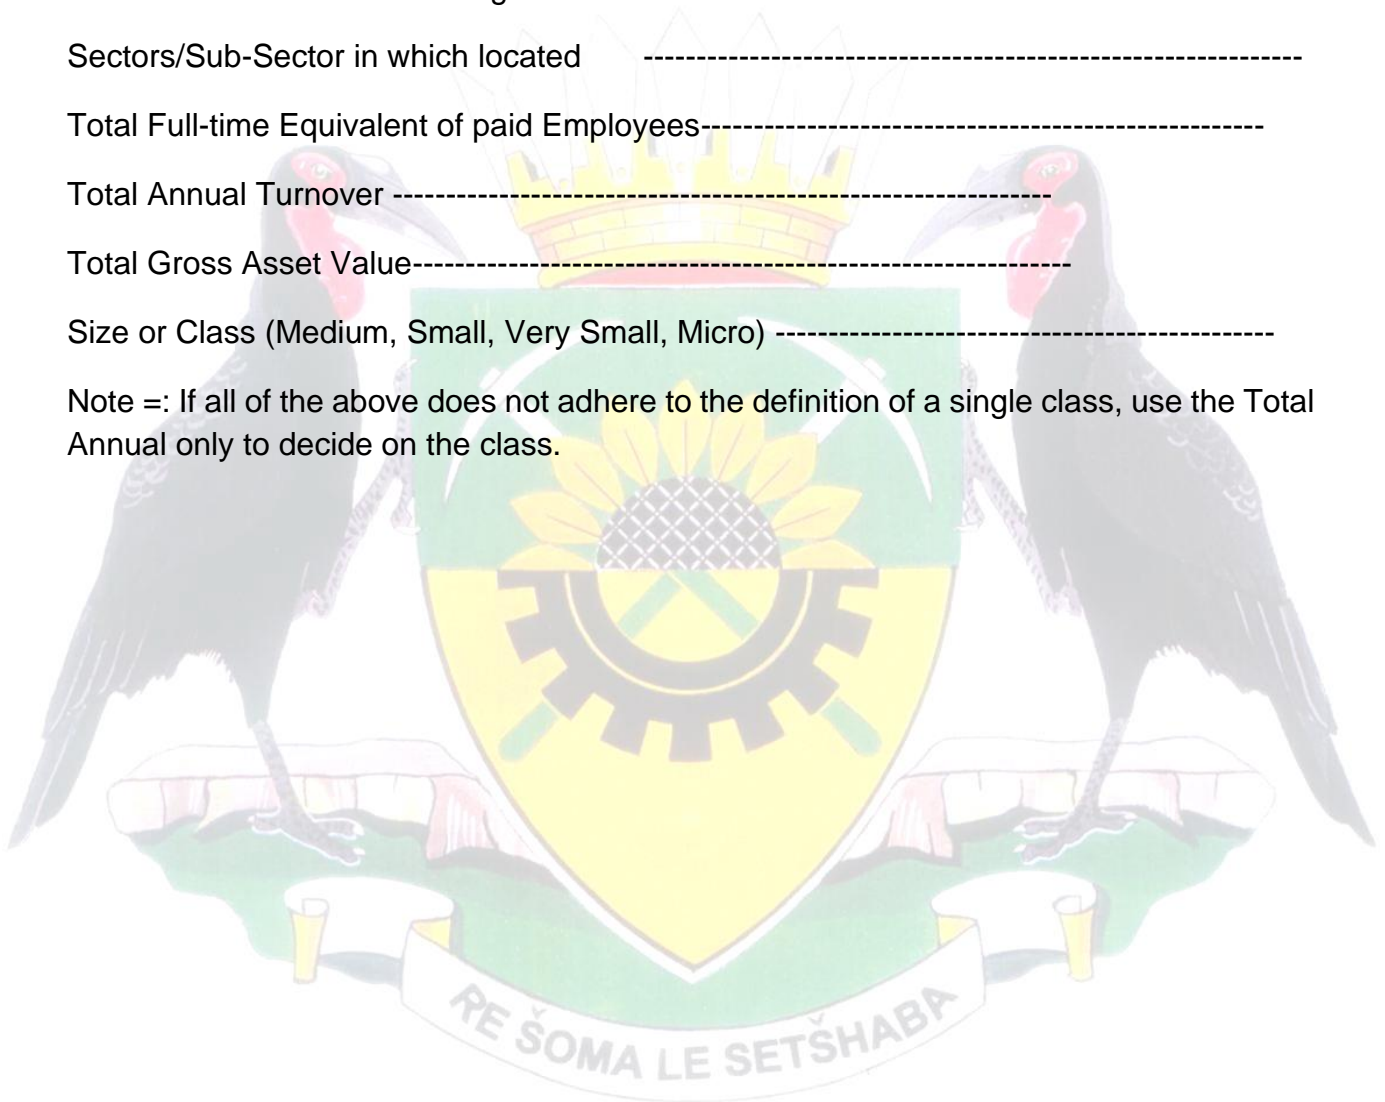 Sectors/Sub-Sector in which located --------------------------------------------------------------
Total Full-time Equivalent of paid Employees-----------------------------------------------------
Total Annual Turnover --------------------------------------------------------------
Total Gross Asset Value--------------------------------------------------------------
Size or Class (Medium, Small, Very Small, Micro) -----------------------------------------------
Note =: If all of the above does not adhere to the definition of a single class, use the Total
Annual only to decide on the class.
RE ŠOMA LE SETŠHABA